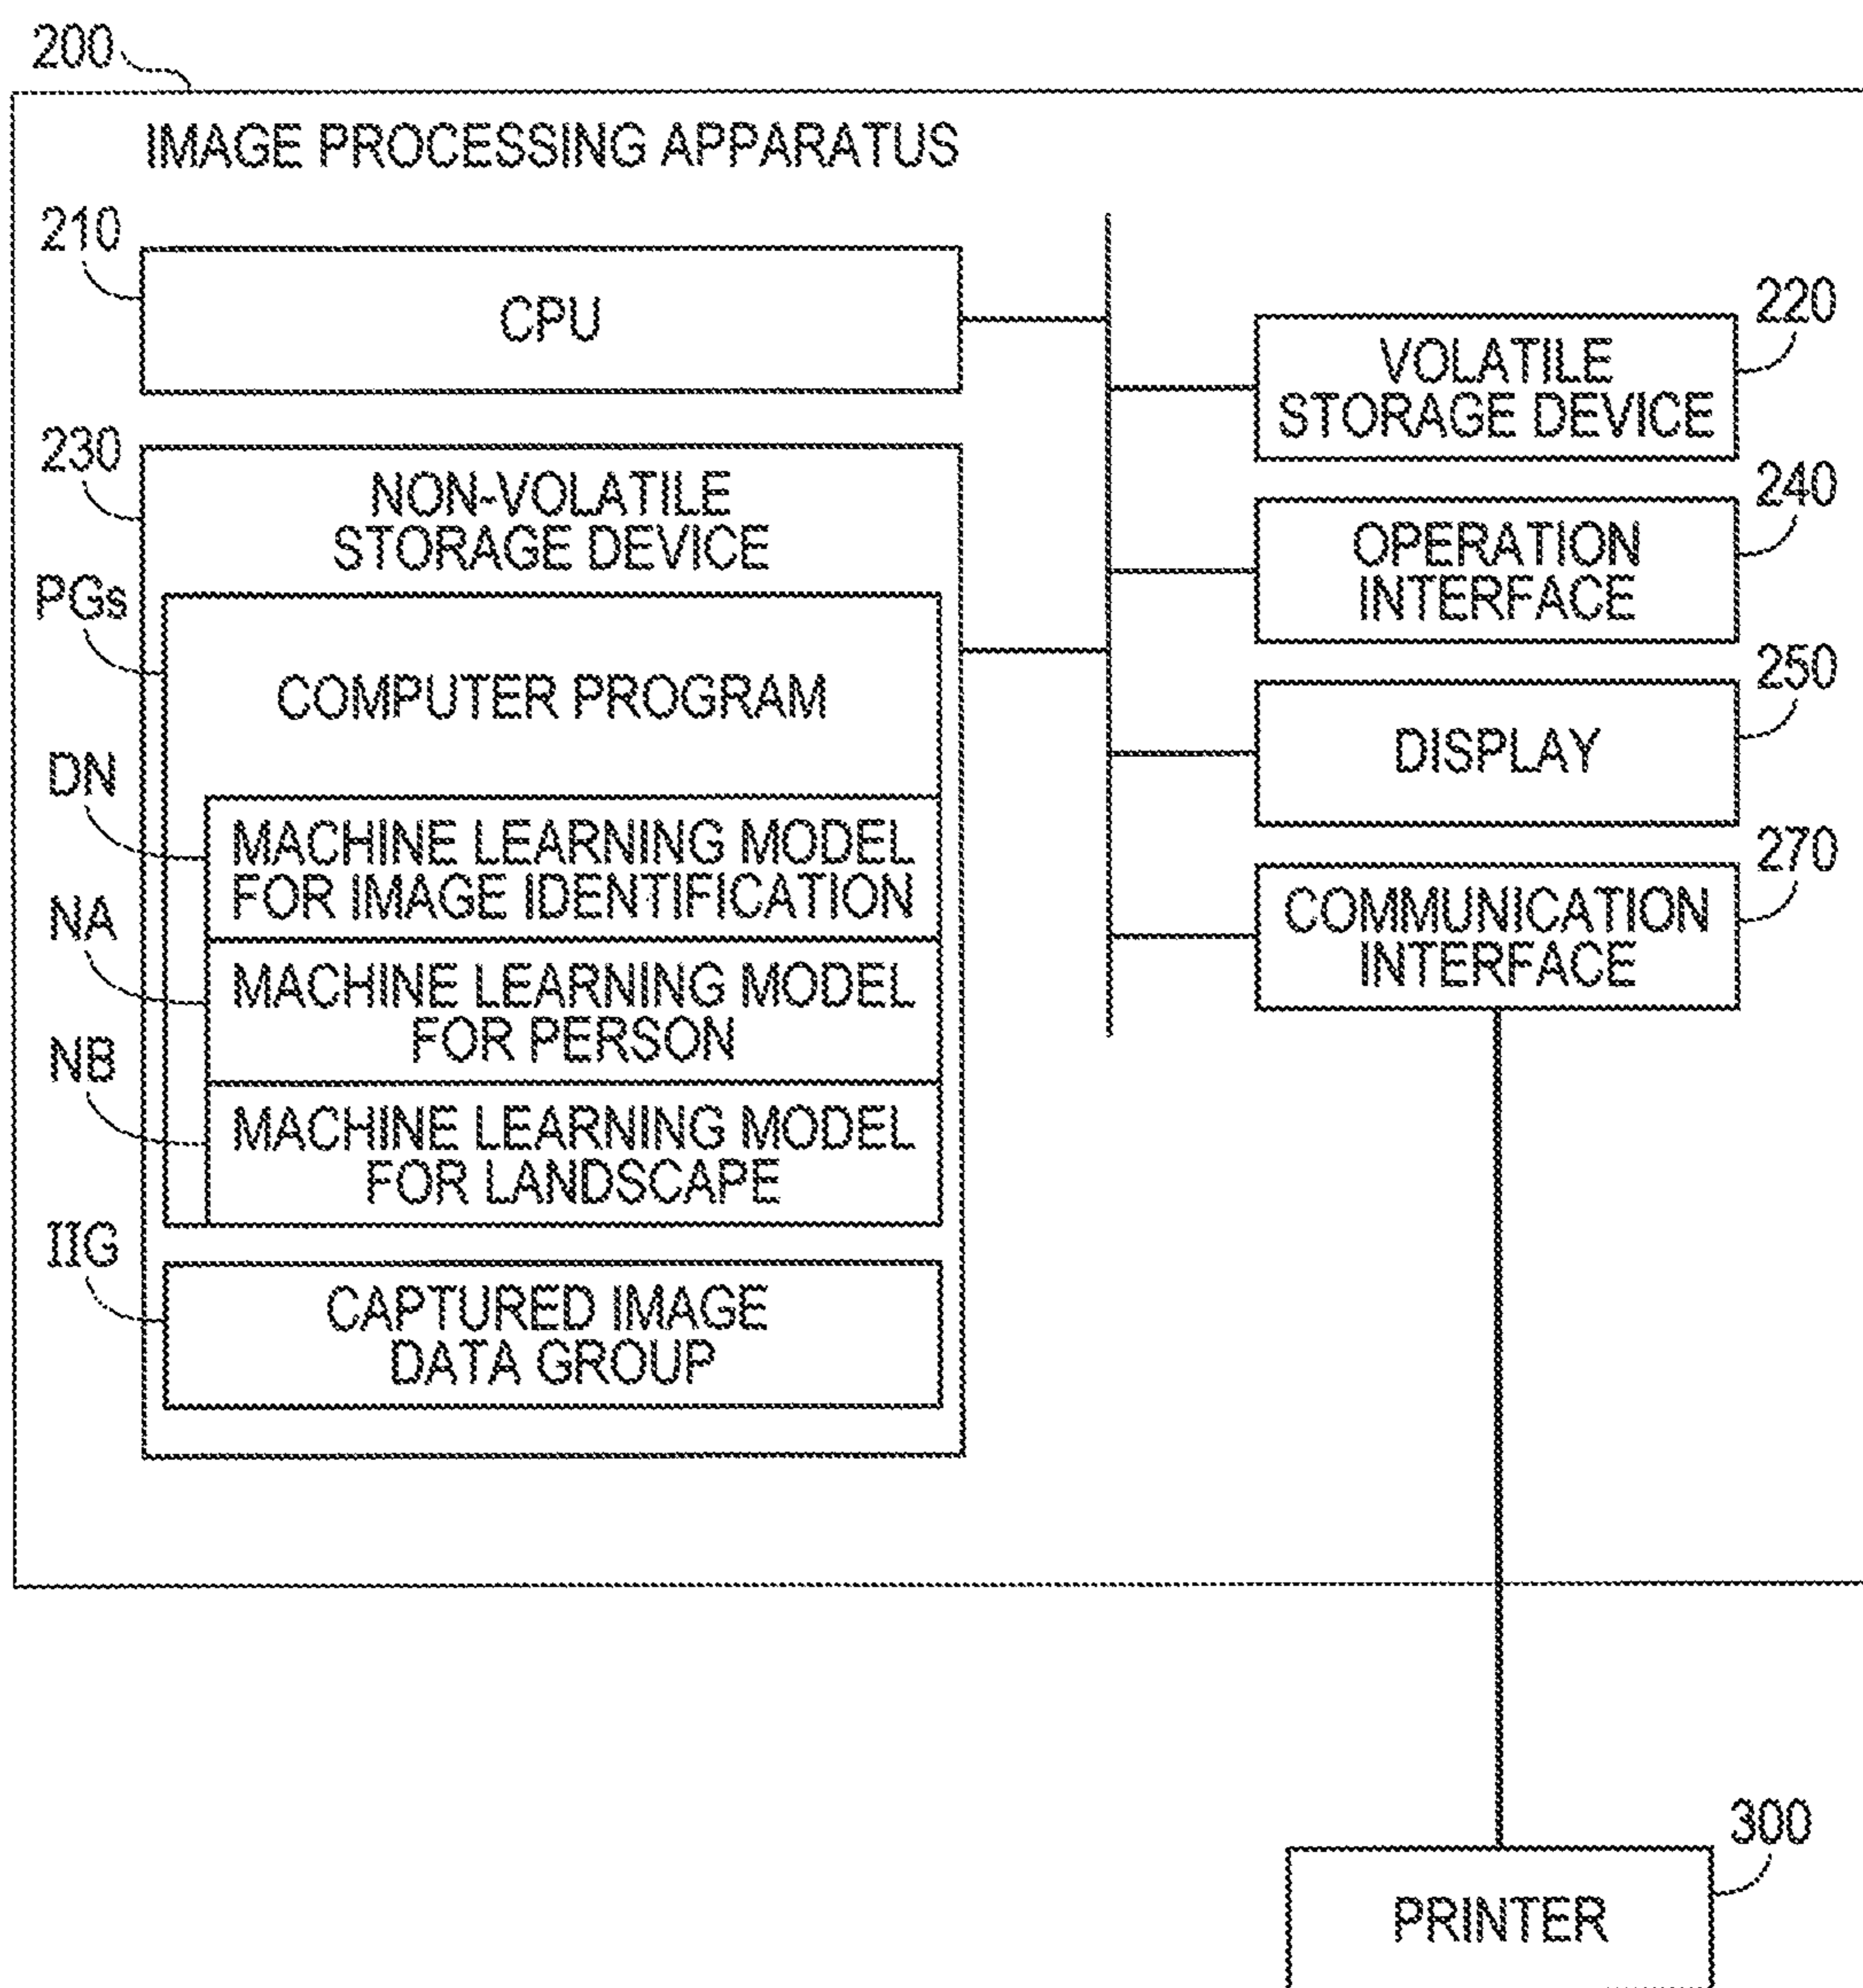 200
IMAGE PROCESSING APPARATUS
210
CPU
230
NON-VOLATILE
STORAGE DEVICE
PGs
COMPUTER PROGRAM
DN
MACHINE LEARNING MODEL
FOR IMAGE IDENTIFICATION
NA
MACHINE LEARNING MODEL
FOR PERSON
NB
MACHINE LEARNING MODEL
FOR LANDSCAPE
IIG
CAPTURED IMAGE
DATA GROUP
220
VOLATILE
STORAGE DEVICE
240
OPERATION
INTERFACE
250
DISPLAY
270
COMMUNICATION
INTERFACE
300
PRINTER